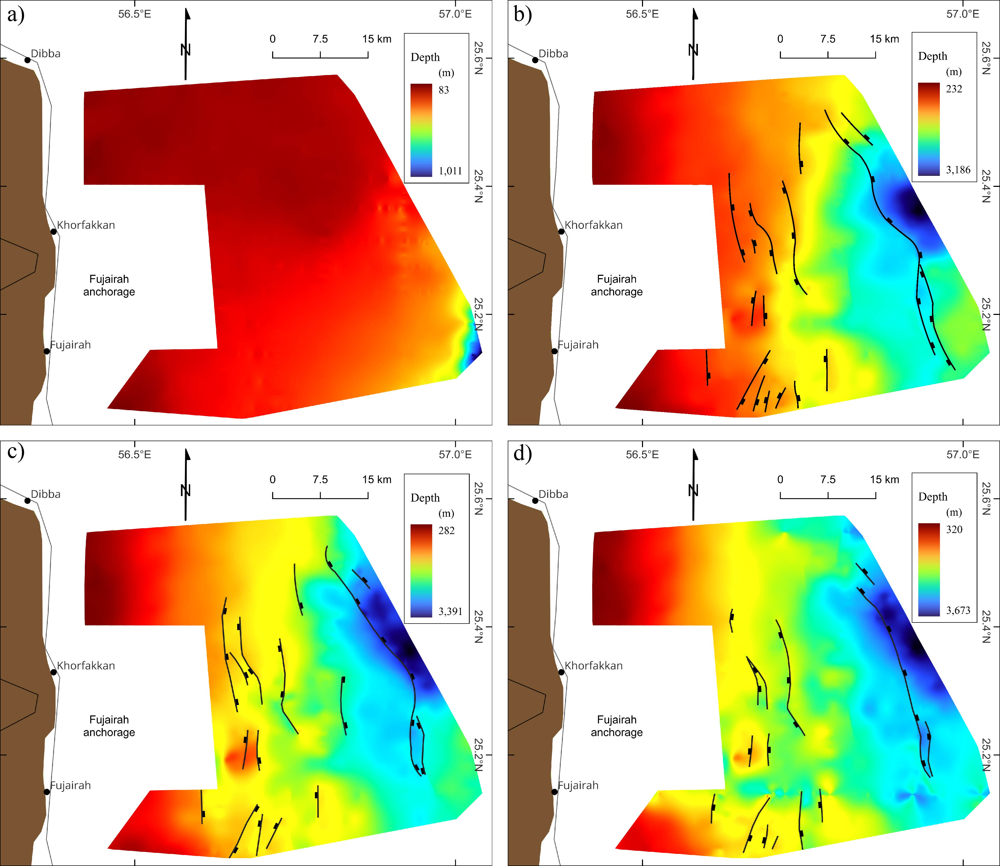 a)
56.5°E
57.0°E
N
0 7.5 15 km
Depth
(m)
83
1,011
25.6°N
25.4°N
25.2°N
Dibba
Khorfakkan
Fujairah
anchorage
Fujairah
b)
56.5°E
57.0°E
N
0 7.5 15 km
Depth
(m)
232
3,186
25.6°N
25.4°N
25.2°N
Dibba
Khorfakkan
Fujairah
anchorage
Fujairah
c)
56.5°E
57.0°E
N
0 7.5 15 km
Depth
(m)
282
3,391
25.6°N
25.4°N
25.2°N
Dibba
Khorfakkan
Fujairah
anchorage
Fujairah
d)
56.5°E
57.0°E
N
0 7.5 15 km
Depth
(m)
320
3,673
25.6°N
25.4°N
25.2°N
Dibba
Khorfakkan
Fujairah
anchorage
Fujairah